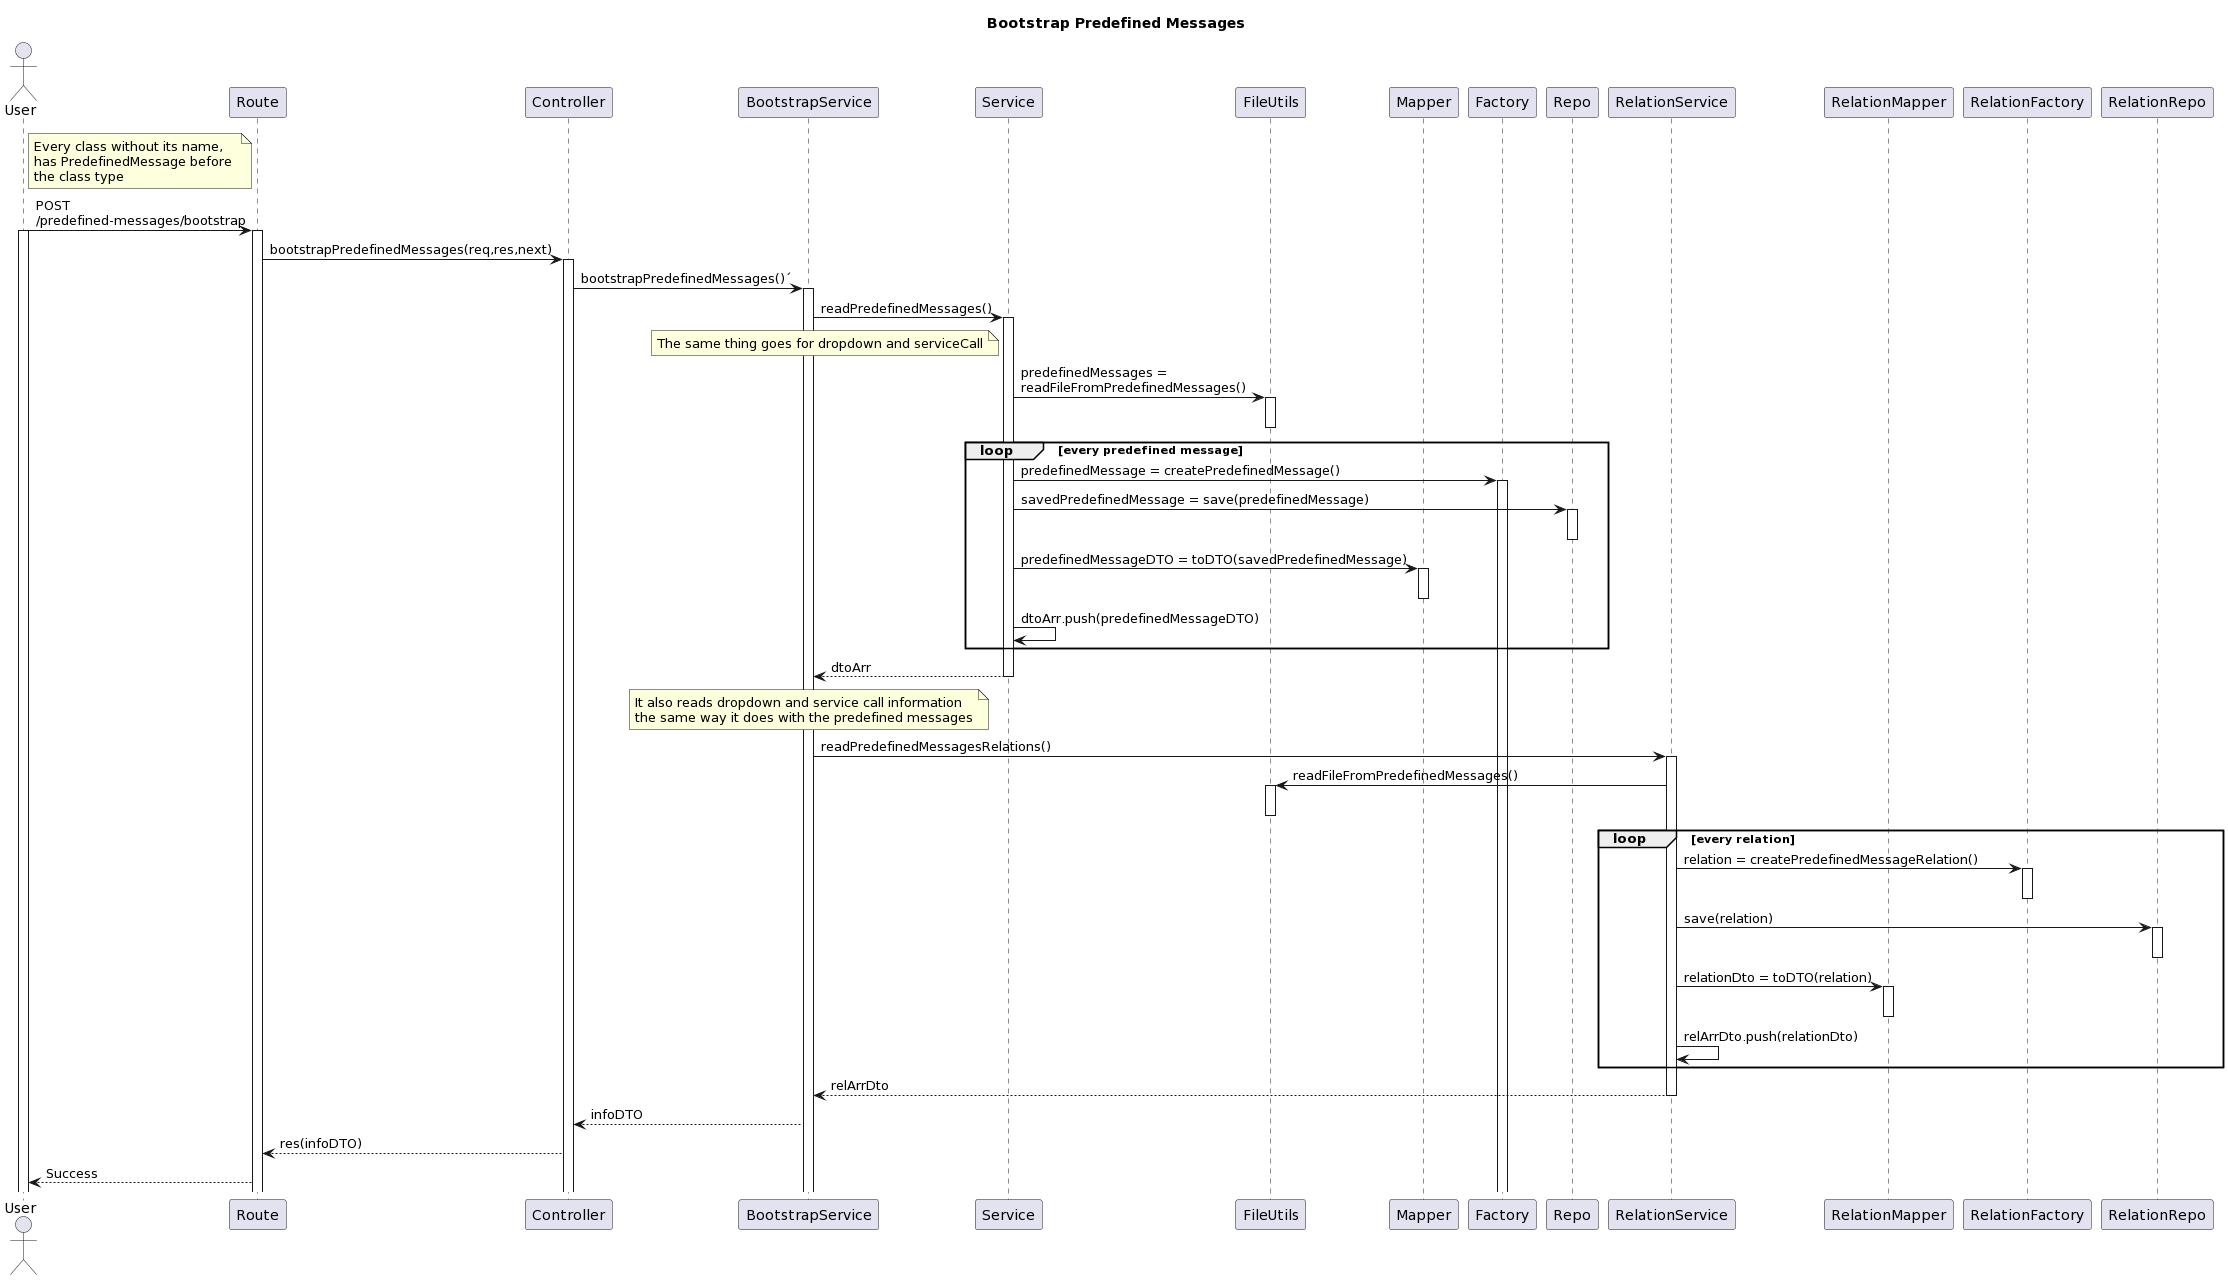 Bootstrap Predefined Messages
User
Route
Controller
BootstrapService
Service
FileUtils
Mapper
Factory
Repo
RelationService
RelationMapper
RelationFactory
RelationRepo
Every class without its name,
has PredefinedMessage before
the class type
POST
/predefined-messages/bootstrap
bootstrapPredefinedMessages(req,res,next)
bootstrapPredefinedMessages()´
readPredefinedMessages()
The same thing goes for dropdown and serviceCall
predefinedMessages =
readFileFromPredefinedMessages()
loop [every predefined message]
predefinedMessage = createPredefinedMessage()
savedPredefinedMessage = save(predefinedMessage)
predefinedMessageDTO = toDTO(savedPredefinedMessage)
dtoArr.push(predefinedMessageDTO)
dtoArr
It also reads dropdown and service call information
the same way it does with the predefined messages
readPredefinedMessagesRelations()
readFileFromPredefinedMessages()
loop [every relation]
relation = createPredefinedMessageRelation()
save(relation)
relationDto = toDTO(relation)
relArrDto.push(relationDto)
relArrDto
infoDTO
res(infoDTO)
Success
User
Route
Controller
BootstrapService
Service
FileUtils
Mapper
Factory
Repo
RelationService
RelationMapper
RelationFactory
RelationRepo